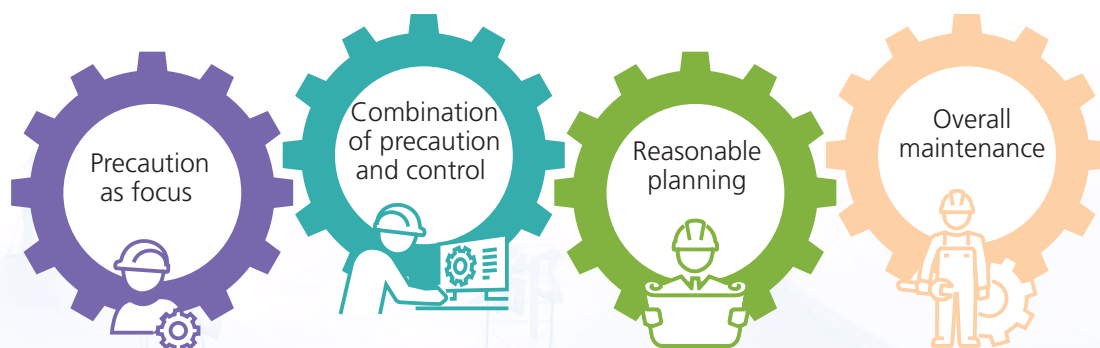 Precaution
as focus
Combination
of precaution
and control
Reasonable
planning
Overall
maintenance